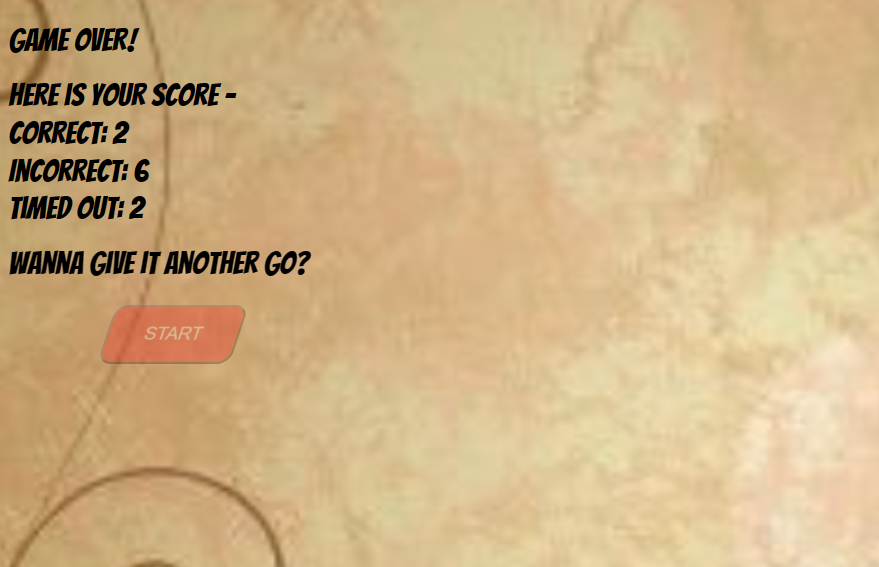 GAME OVER!
HERE IS YOUR SCORE -
CORRECT: 2
INCORRECT: 6
TIMED OUT: 2
WANNA GIVE IT ANOTHER GO?
START